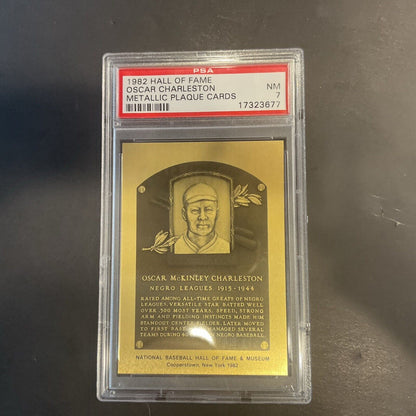 PSA
1982 HALL OF FAME NM
OSCAR CHARLESTON 7
METALLIC PLAQUE CARDS 17323677
OSCAR McKINLEY CHARLESTON
NEGRO LEAGUES 1915-1944
RATED AMONG ALL-TIME GREATS OF NEGRO
LEAGUES. VERSATILE STAR BATTED WELL
OVER .300 MOST YEARS. SPEED, STRONG
ARM AND FIELDING INSTINCTS MADE HIM
STANDOUT CENTER FIELDER. LATER MOVED
TO FIRST BASE. MANAGED SEVERAL
TEAMS DURING NEGRO BASEBALL.
NATIONAL BASEBALL HALL OF FAME & MUSEUM
Cooperstown, New York 1982